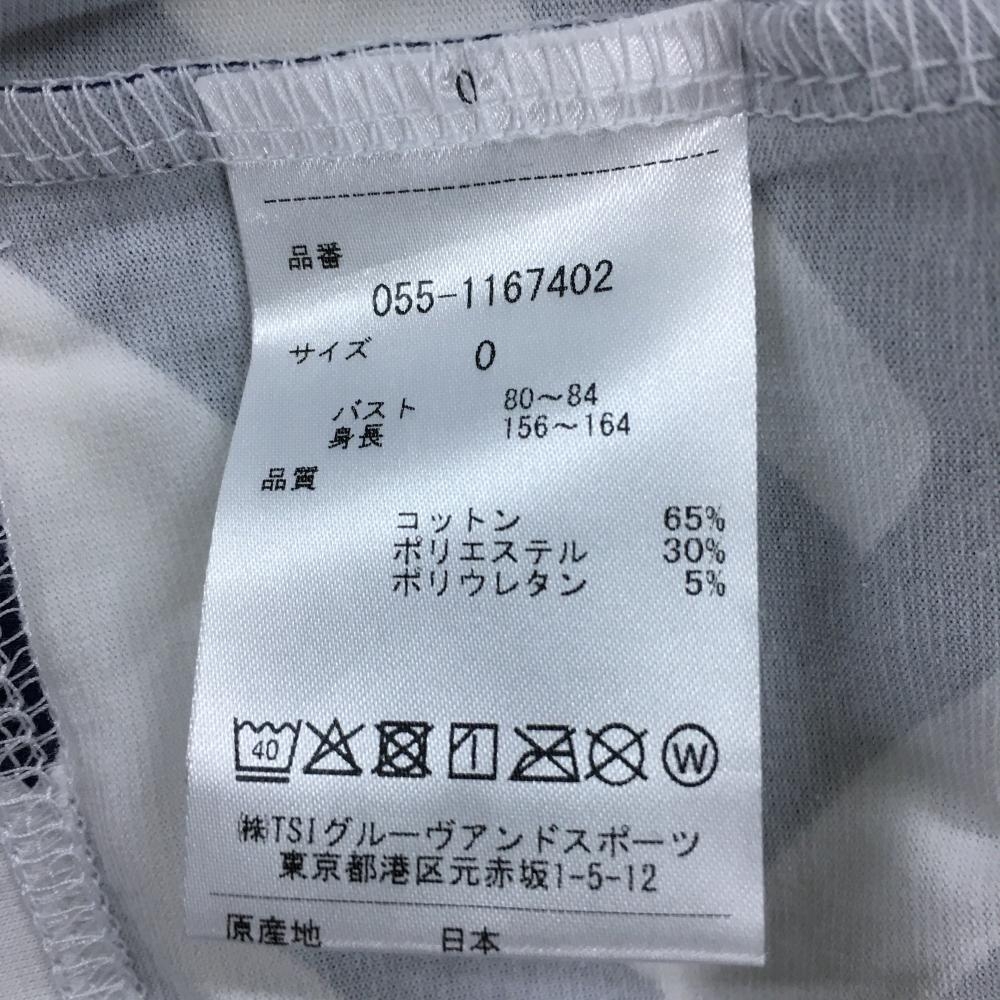 0
品番
055-1167402
サイズ 0
バスト 80～84
身長 156～164
品質
コットン 65%
ポリエステル 30%
ポリウレタン 5%
40 W
㈱TSIグルーヴアンドスポーツ
東京都港区元赤坂1-5-12
原産地 日本